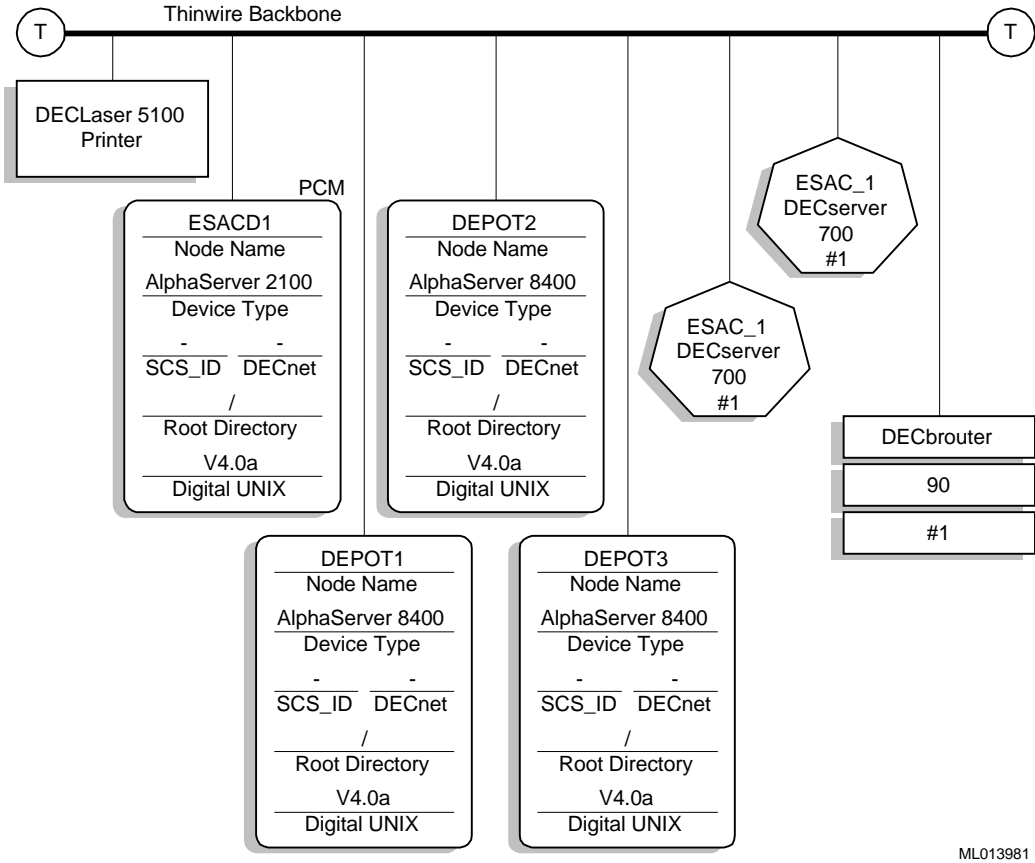 Thinwire Backbone
T
T
DECLaser 5100
Printer
PCM
ESACD1
Node Name
AlphaServer 2100
Device Type
- -
SCS_ID DECnet
/
Root Directory
V4.0a
Digital UNIX
DEPOT2
Node Name
AlphaServer 8400
Device Type
- -
SCS_ID DECnet
/
Root Directory
V4.0a
Digital UNIX
ESAC_1
DECserver
700
#1
ESAC_1
DECserver
700
#1
DECbrouter
90
#1
DEPOT1
Node Name
AlphaServer 8400
Device Type
- -
SCS_ID DECnet
/
Root Directory
V4.0a
Digital UNIX
DEPOT3
Node Name
AlphaServer 8400
Device Type
- -
SCS_ID DECnet
/
Root Directory
V4.0a
Digital UNIX
ML013981